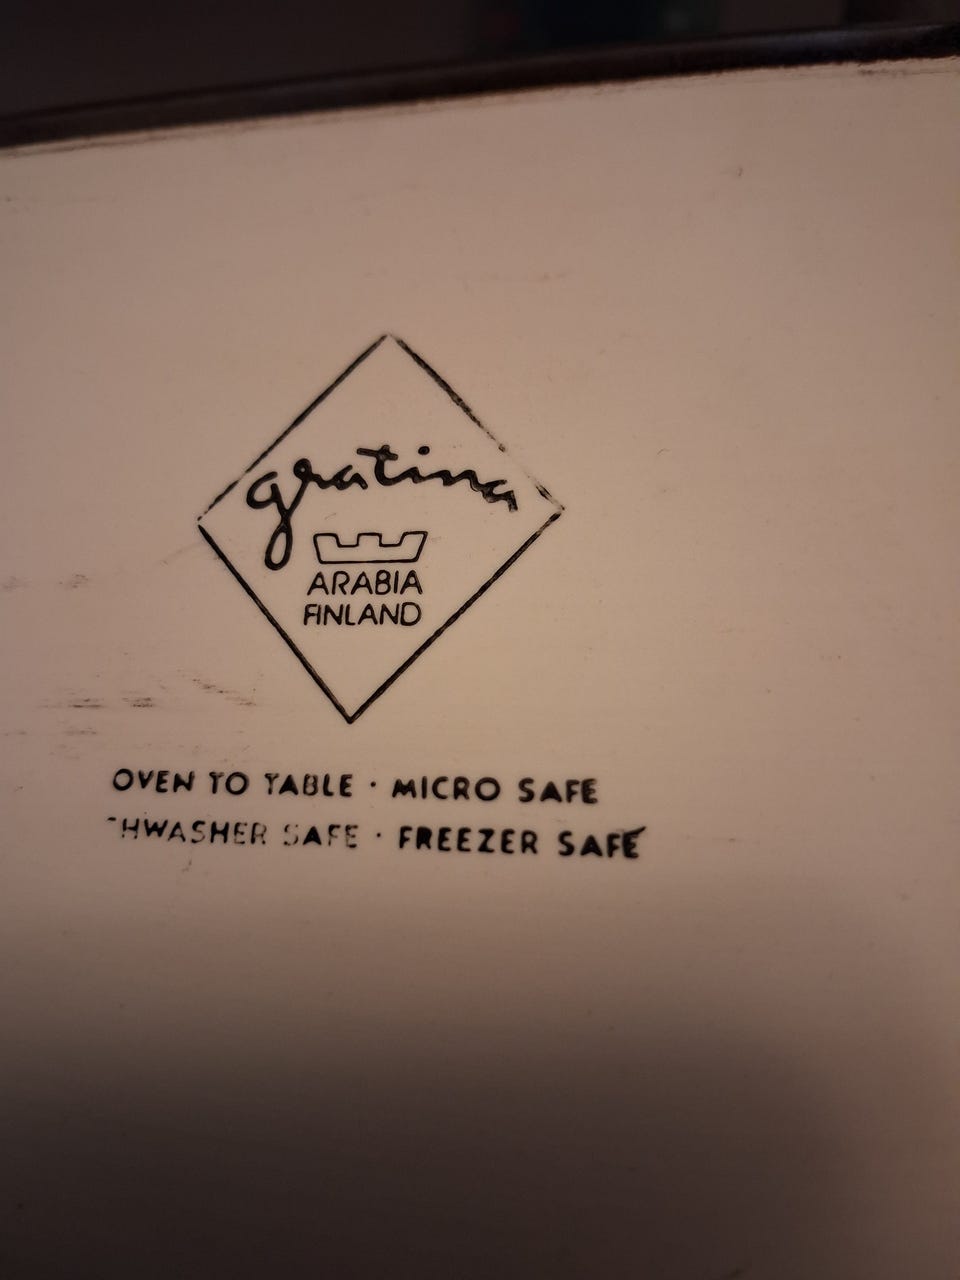 gratina
ARABIA
FINLAND
OVEN TO TABLE · MICRO SAFE
HWASHER SAFE · FREEZER SAFE